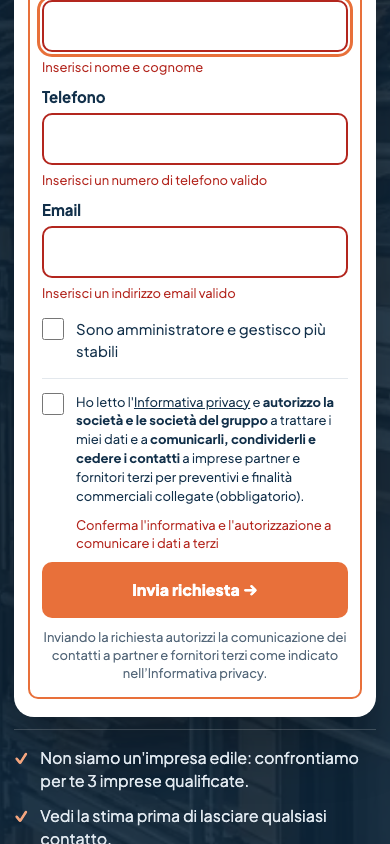 Inserisci nome e cognome
Telefono
Inserisci un numero di telefono valido
Email
Inserisci un indirizzo email valido
Sono amministratore e gestisco più
stabili
Ho letto l'Informativa privacy e autorizzo la
società e le società del gruppo a trattare i
miei dati e a comunicarli, condividerli e
cedere i contatti a imprese partner e
fornitori terzi per preventivi e finalità
commerciali collegate (obbligatorio).
Conferma l'informativa e l'autorizzazione a
comunicare i dati a terzi
Invia richiesta →
Inviando la richiesta autorizzi la comunicazione dei
contatti a partner e fornitori terzi come indicato
nell'Informativa privacy.
Non siamo un'impresa edile: confrontiamo
per te 3 imprese qualificate.
Vedi la stima prima di lasciare qualsiasi
contatto.